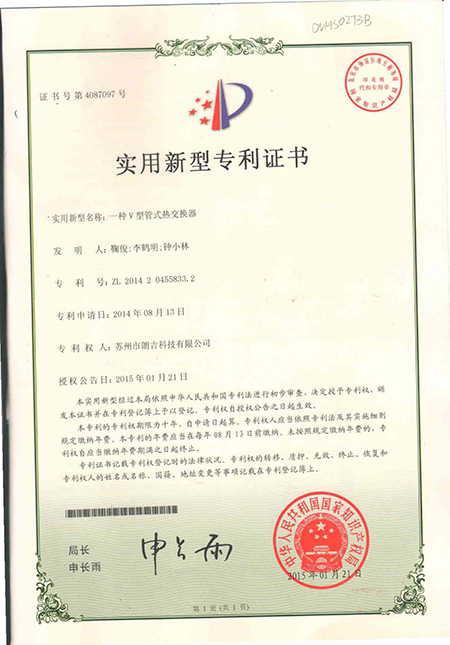 证书号第4087097号
实用新型专利证书
实用新型名称：一种V型管式热交换器
发 明 人：鞠俊;李鹤明;钟小林
专 利 号：ZL 2014 2 0455833.2
专利申请日：2014年08月13日
专 利 权 人：苏州市朗吉科技有限公司
授权公告日：2015年01月21日
本实用新型经过本局依照中华人民共和国专利法进行初步审查，决定授予专利权，颁
发本证书并在专利登记簿上予以登记。专利权自授权公告之日起生效。
本专利的专利权期限为十年，自申请日起算。专利权人应当依照专利法及其实施细则
规定缴纳年费。本专利的年费应当在每年08月13日前缴纳。未按照规定缴纳年费的，专
利权自应当缴纳年费期满之日起终止。
专利证书记载专利权登记时的法律状况。专利权的转移、质押、无效、终止、恢复和
专利权人的姓名或名称、国籍、地址变更等事项记载在专利登记簿上。
局长
申长雨
申长雨
中华人民共和国国家知识产权局
2015年01月21日
第1页（共1页）